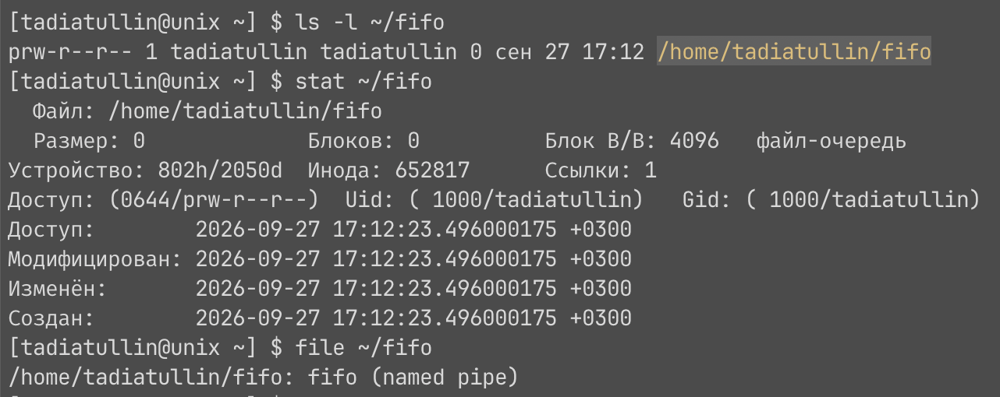 [tadiatullin@unix ~] $ ls -l ~/fifo
prw-r--r-- 1 tadiatullin tadiatullin 0 сен 27 17:12 /home/tadiatullin/fifo
[tadiatullin@unix ~] $ stat ~/fifo
  Файл: /home/tadiatullin/fifo
  Размер: 0             Блоков: 0          Блок В/В: 4096   файл-очередь
Устройство: 802h/2050d  Инода: 652817      Ссылки: 1
Доступ: (0644/prw-r--r--)  Uid: ( 1000/tadiatullin)   Gid: ( 1000/tadiatullin)
Доступ:        2026-09-27 17:12:23.496000175 +0300
Модифицирован: 2026-09-27 17:12:23.496000175 +0300
Изменён:       2026-09-27 17:12:23.496000175 +0300
Создан:        2026-09-27 17:12:23.496000175 +0300
[tadiatullin@unix ~] $ file ~/fifo
/home/tadiatullin/fifo: fifo (named pipe)